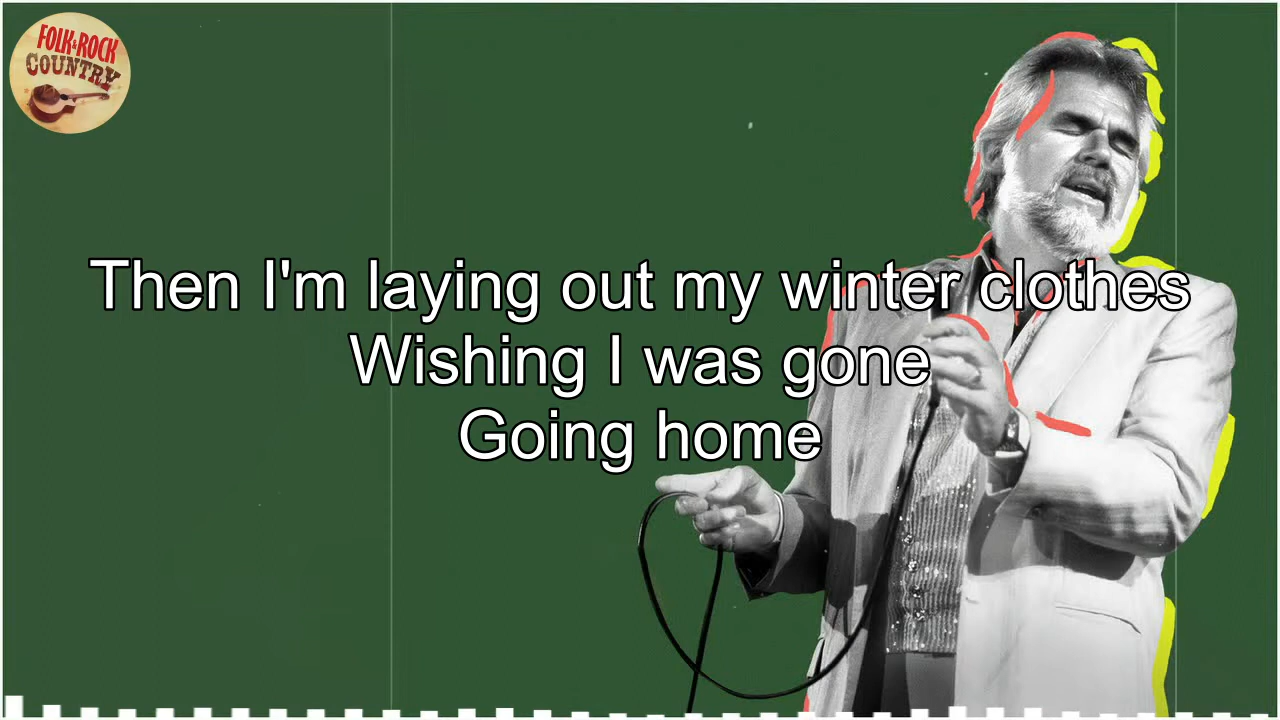 FOLK & ROCK
COUNTRY
Then I'm laying out my winter clothes
Wishing I was gone
Going home